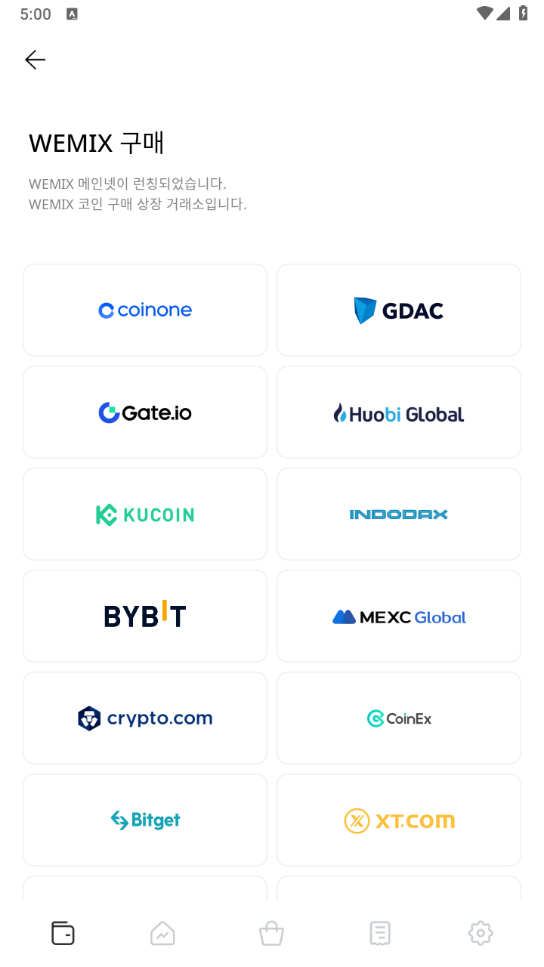 5:00
WEMIX 구매
WEMIX 메인넷이 런칭되었습니다.
WEMIX 코인 구매 상장 거래소입니다.
coinone
GDAC
Gate.io
Huobi Global
KUCOIN
INDODAX
BYBIT
MEXC Global
crypto.com
CoinEx
Bitget
XT.COM